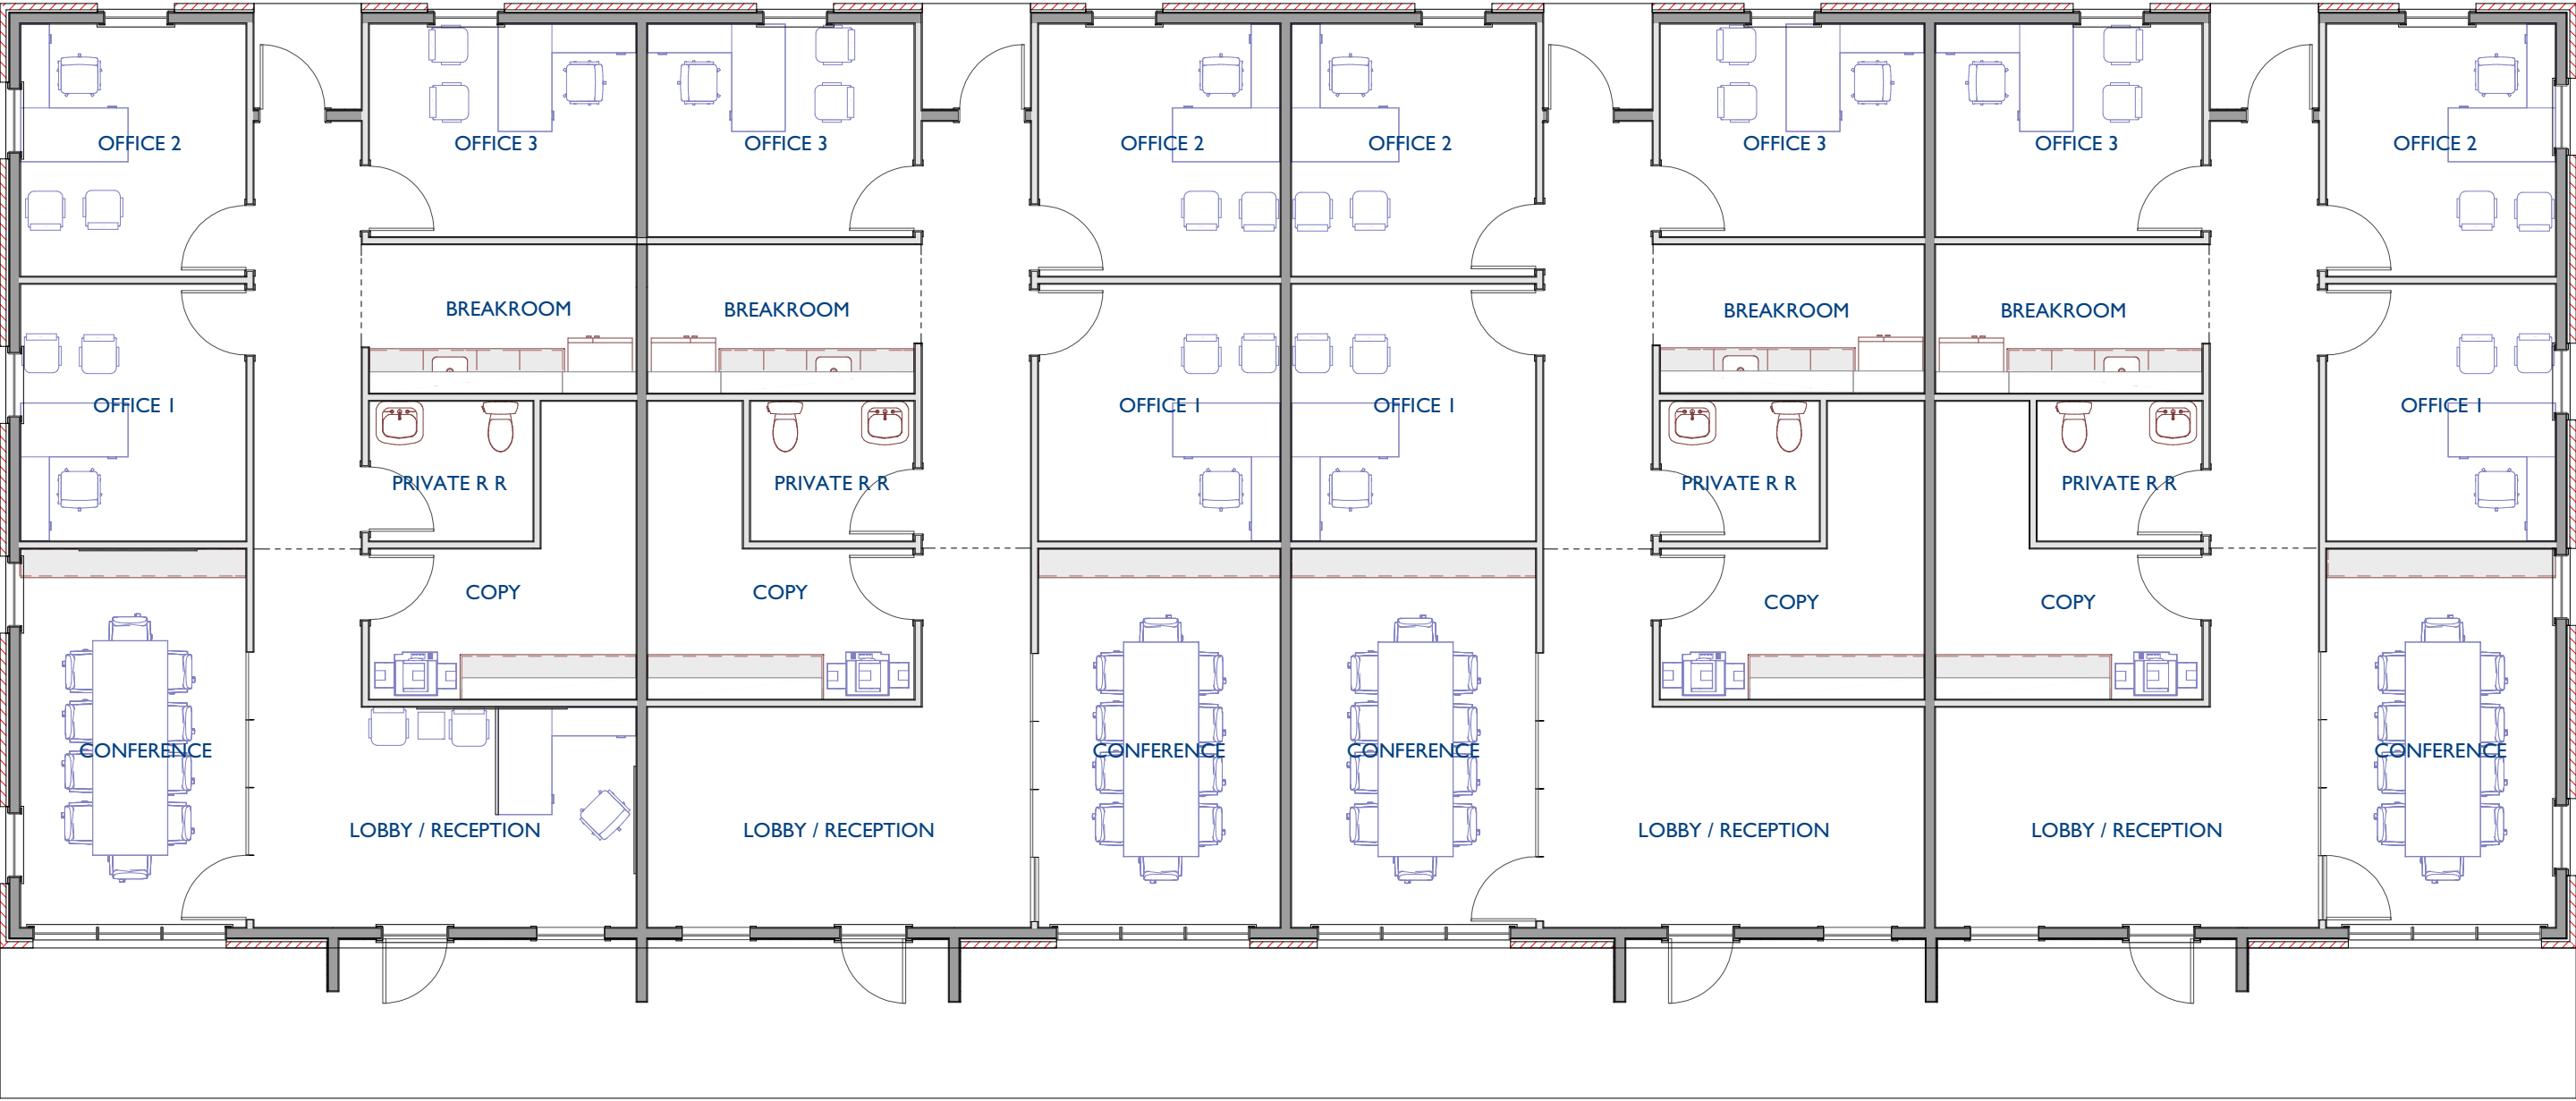 OFFICE 2
OFFICE 3
OFFICE 3
OFFICE 2
OFFICE 2
OFFICE 3
OFFICE 3
OFFICE 2
BREAKROOM
BREAKROOM
BREAKROOM
BREAKROOM
OFFICE 1
OFFICE 1
OFFICE 1
OFFICE 1
PRIVATE R R
PRIVATE R R
PRIVATE R R
PRIVATE R R
COPY
COPY
COPY
COPY
CONFERENCE
CONFERENCE
CONFERENCE
CONFERENCE
LOBBY / RECEPTION
LOBBY / RECEPTION
LOBBY / RECEPTION
LOBBY / RECEPTION